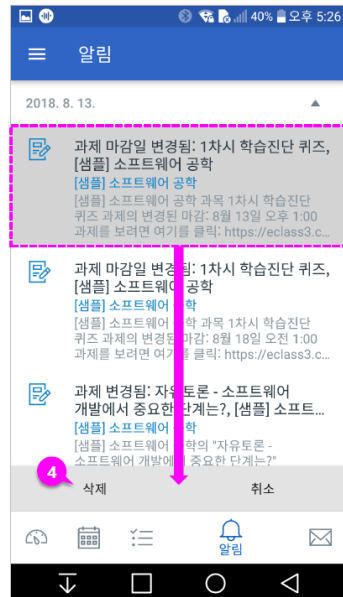 40% 오후 5:26
알림
2018. 8. 13.
과제 마감일 변경됨: 1차시 학습진단 퀴즈,
[샘플] 소프트웨어 공학
[샘플] 소프트웨어 공학
[샘플] 소프트웨어 공학 과목 1차시 학습진단
퀴즈 과제의 변경된 마감: 8월 13일 오후 1:00
과제를 보려면 여기를 클릭: https://eclass3.c...
과제 마감일 변경됨: 1차시 학습진단 퀴즈,
[샘플] 소프트웨어 공학
[샘플] 소프트웨어 공학
[샘플] 소프트웨어 공학 과목 1차시 학습진단
퀴즈 과제의 변경된 마감: 8월 18일 오전 1:00
과제를 보려면 여기를 클릭: https://eclass3.c...
과제 변경됨: 자유토론 - 소프트웨어
개발에서 중요한 단계는?, [샘플] 소프트...
[샘플] 소프트웨어 공학
[샘플] 소프트웨어 공학의 "자유토론 -
소프트웨어 개발에서 중요한 단계는?"
4
삭제 취소
알림